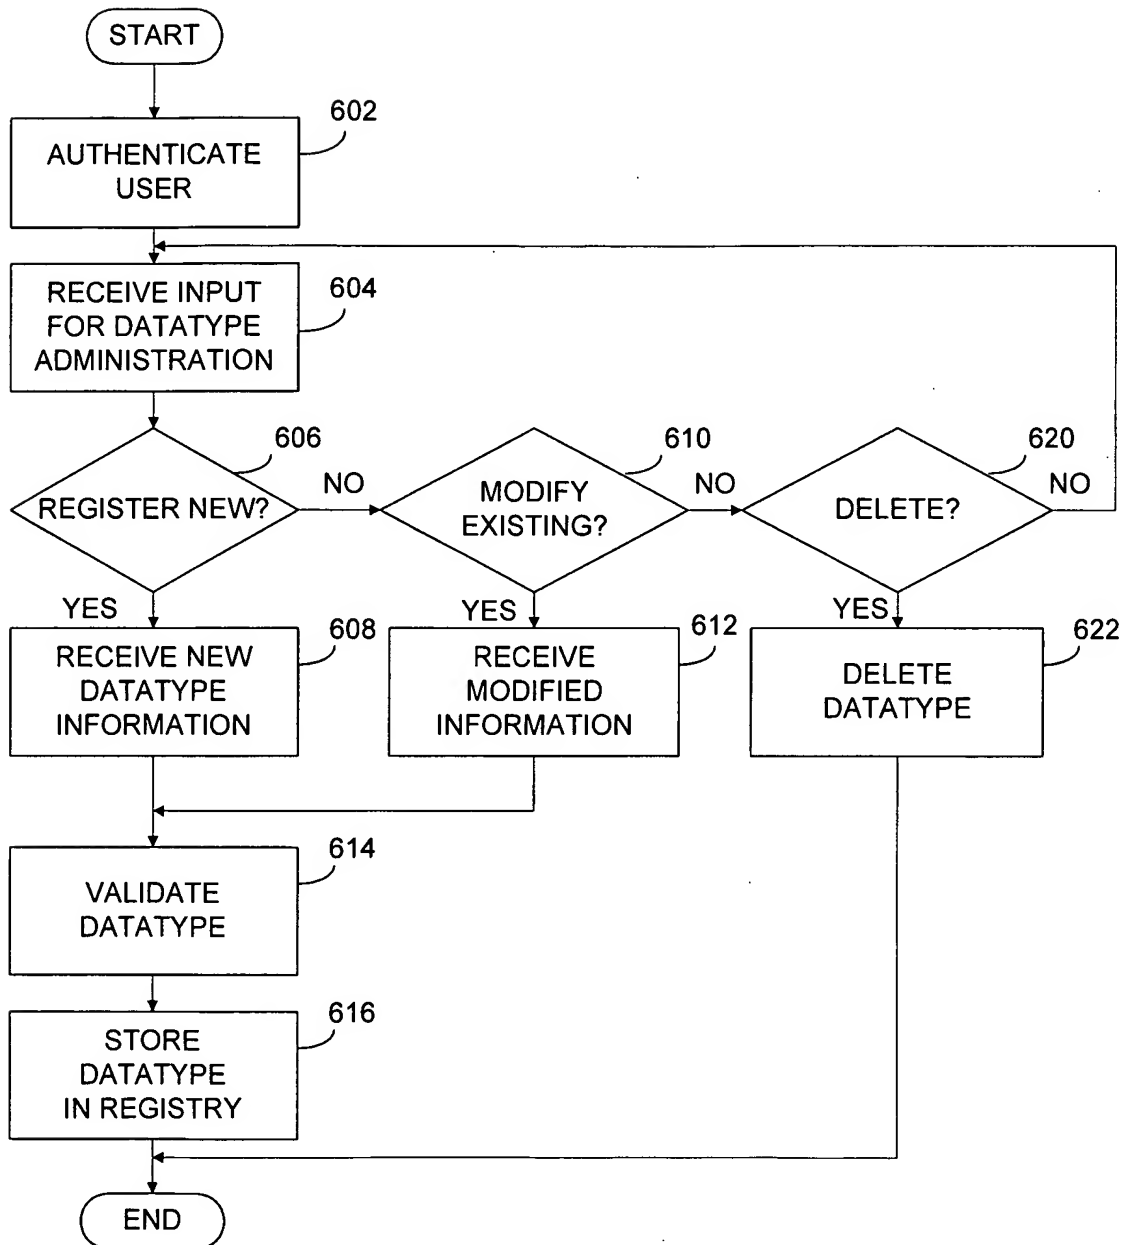 START
602
AUTHENTICATE
USER
604
RECEIVE INPUT
FOR DATATYPE
ADMINISTRATION
606
REGISTER NEW?
NO
610
MODIFY
EXISTING?
NO
620
DELETE?
NO
YES
608
RECEIVE NEW
DATATYPE
INFORMATION
YES
612
RECEIVE
MODIFIED
INFORMATION
YES
622
DELETE
DATATYPE
614
VALIDATE
DATATYPE
616
STORE
DATATYPE
IN REGISTRY
END